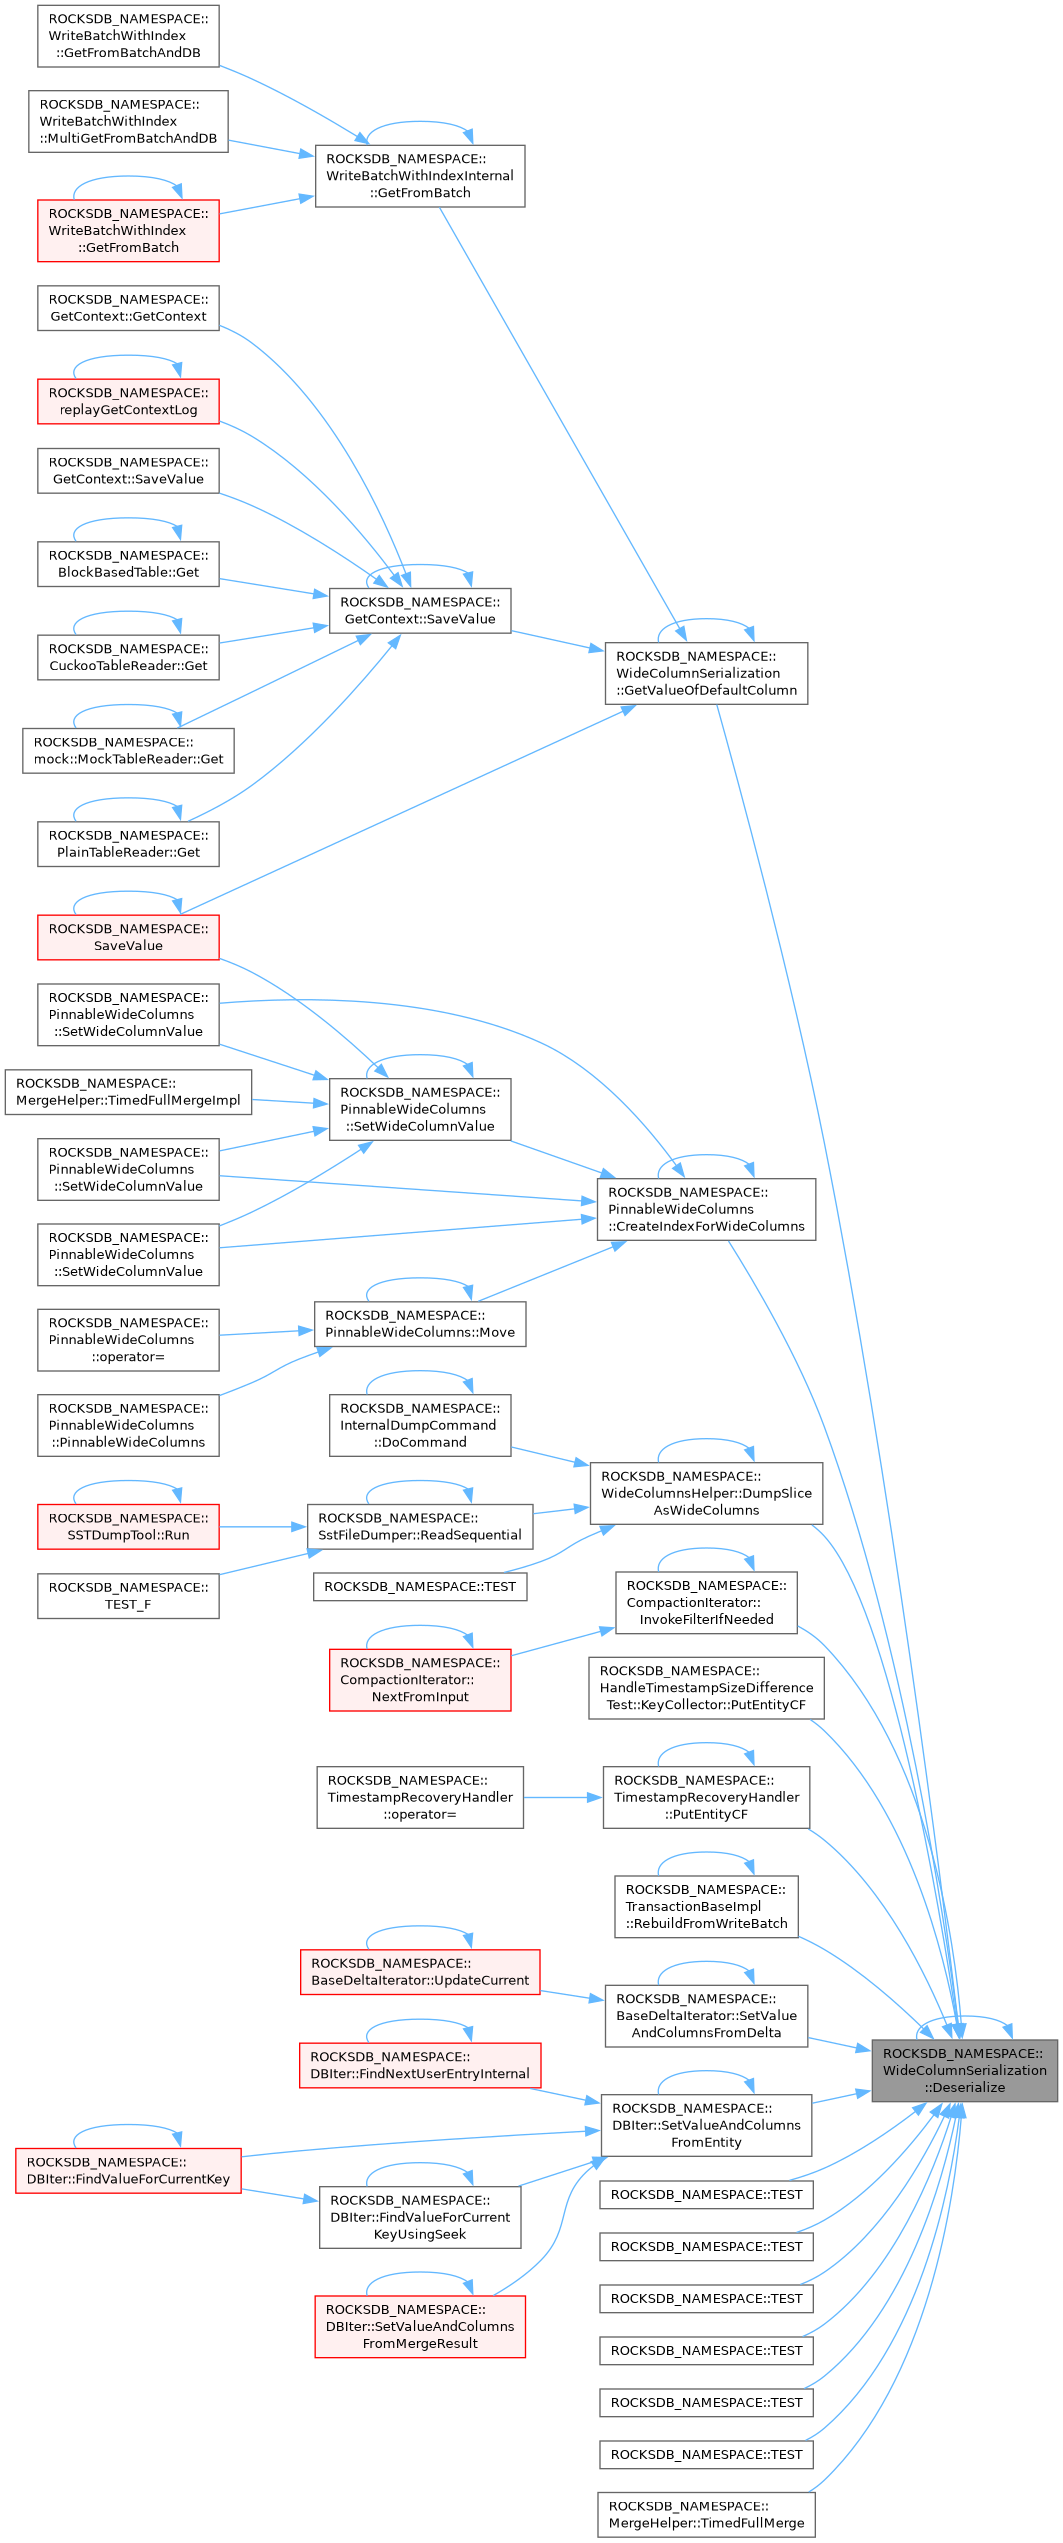 ROCKSDB_NAMESPACE::
WriteBatchWithIndex
::GetFromBatchAndDB
ROCKSDB_NAMESPACE::
WriteBatchWithIndex
::MultiGetFromBatchAndDB
ROCKSDB_NAMESPACE::
WriteBatchWithIndexInternal
::GetFromBatch
ROCKSDB_NAMESPACE::
WriteBatchWithIndex
::GetFromBatch
ROCKSDB_NAMESPACE::
GetContext::GetContext
ROCKSDB_NAMESPACE::
replayGetContextLog
ROCKSDB_NAMESPACE::
GetContext::SaveValue
ROCKSDB_NAMESPACE::
BlockBasedTable::Get
ROCKSDB_NAMESPACE::
GetContext::SaveValue
ROCKSDB_NAMESPACE::
CuckooTableReader::Get
ROCKSDB_NAMESPACE::
WideColumnSerialization
::GetValueOfDefaultColumn
ROCKSDB_NAMESPACE::
mock::MockTableReader::Get
ROCKSDB_NAMESPACE::
PlainTableReader::Get
ROCKSDB_NAMESPACE::
SaveValue
ROCKSDB_NAMESPACE::
PinnableWideColumns
::SetWideColumnValue
ROCKSDB_NAMESPACE::
MergeHelper::TimedFullMergeImpl
ROCKSDB_NAMESPACE::
PinnableWideColumns
::SetWideColumnValue
ROCKSDB_NAMESPACE::
PinnableWideColumns
::SetWideColumnValue
ROCKSDB_NAMESPACE::
PinnableWideColumns
::CreateIndexForWideColumns
ROCKSDB_NAMESPACE::
PinnableWideColumns
::SetWideColumnValue
ROCKSDB_NAMESPACE::
PinnableWideColumns::Move
ROCKSDB_NAMESPACE::
PinnableWideColumns
::operator=
ROCKSDB_NAMESPACE::
PinnableWideColumns
::PinnableWideColumns
ROCKSDB_NAMESPACE::
InternalDumpCommand
::DoCommand
ROCKSDB_NAMESPACE::
WideColumnsHelper::DumpSlice
AsWideColumns
ROCKSDB_NAMESPACE::
SSTDumpTool::Run
ROCKSDB_NAMESPACE::
SstFileDumper::ReadSequential
ROCKSDB_NAMESPACE::
TEST_F
ROCKSDB_NAMESPACE::TEST
ROCKSDB_NAMESPACE::
CompactionIterator::
InvokeFilterIfNeeded
ROCKSDB_NAMESPACE::
CompactionIterator::
NextFromInput
ROCKSDB_NAMESPACE::
HandleTimestampSizeDifference
Test::KeyCollector::PutEntityCF
ROCKSDB_NAMESPACE::
TimestampRecoveryHandler
::operator=
ROCKSDB_NAMESPACE::
TimestampRecoveryHandler
::PutEntityCF
ROCKSDB_NAMESPACE::
TransactionBaseImpl
::RebuildFromWriteBatch
ROCKSDB_NAMESPACE::
BaseDeltaIterator::UpdateCurrent
ROCKSDB_NAMESPACE::
BaseDeltaIterator::SetValue
AndColumnsFromDelta
ROCKSDB_NAMESPACE::
WideColumnSerialization
::Deserialize
ROCKSDB_NAMESPACE::
DBIter::FindNextUserEntryInternal
ROCKSDB_NAMESPACE::
DBIter::SetValueAndColumns
FromEntity
ROCKSDB_NAMESPACE::
DBIter::FindValueForCurrentKey
ROCKSDB_NAMESPACE::
DBIter::FindValueForCurrent
KeyUsingSeek
ROCKSDB_NAMESPACE::TEST
ROCKSDB_NAMESPACE::TEST
ROCKSDB_NAMESPACE::TEST
ROCKSDB_NAMESPACE::
DBIter::SetValueAndColumns
FromMergeResult
ROCKSDB_NAMESPACE::TEST
ROCKSDB_NAMESPACE::TEST
ROCKSDB_NAMESPACE::TEST
ROCKSDB_NAMESPACE::
MergeHelper::TimedFullMerge